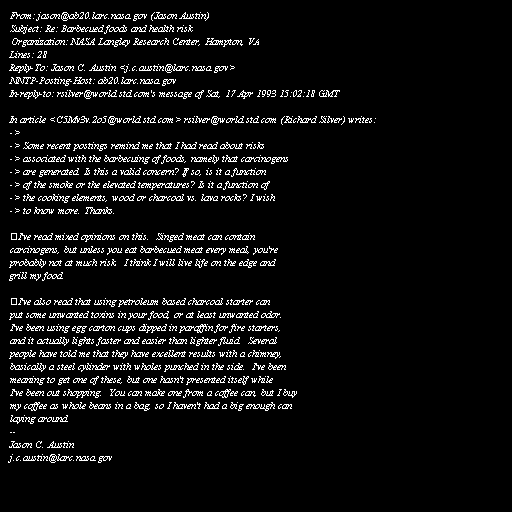 From: jason@ab20.larc.nasa.gov (Jason Austin)
Subject: Re: Barbecued foods and health risk
Organization: NASA Langley Research Center, Hampton, VA
Lines: 28
Reply-To: Jason C. Austin <j.c.austin@larc.nasa.gov>
NNTP-Posting-Host: ab20.larc.nasa.gov
In-reply-to: rsilver@world.std.com's message of Sat, 17 Apr 1993 15:02:18 GMT

In article <C5Mv3v.2o5@world.std.com> rsilver@world.std.com (Richard Silver) writes:
->
-> Some recent postings remind me that I had read about risks
-> associated with the barbecuing of foods, namely that carcinogens
-> are generated. Is this a valid concern? If so, is it a function
-> of the smoke or the elevated temperatures? Is it a function of
-> the cooking elements, wood or charcoal vs. lava rocks? I wish
-> to know more. Thanks.

I've read mixed opinions on this. Singed meat can contain
carcinogens, but unless you eat barbecued meat every meal, you're
probably not at much risk. I think I will live life on the edge and
grill my food.

I've also read that using petroleum based charcoal starter can
put some unwanted toxins in your food, or at least unwanted odor.
I've been using egg carton cups dipped in paraffin for fire starters,
and it actually lights faster and easier than lighter fluid. Several
people have told me that they have excellent results with a chimney,
basically a steel cylinder with wholes punched in the side. I've been
meaning to get one of these, but one hasn't presented itself while
I've been out shopping. You can make one from a coffee can, but I buy
my coffee as whole beans in a bag, so I haven't had a big enough can
laying around.
--
Jason C. Austin
j.c.austin@larc.nasa.gov